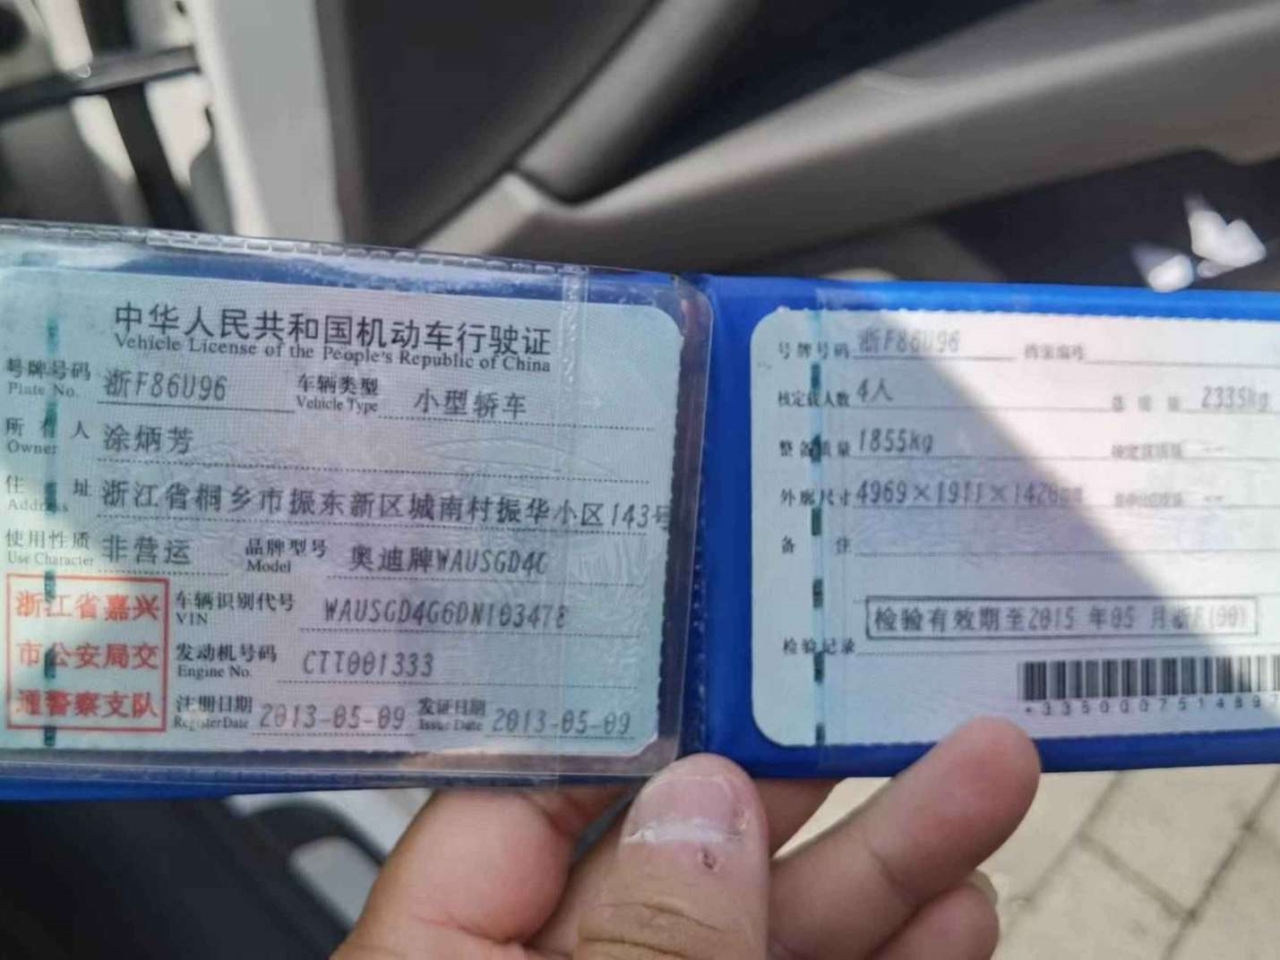 中华人民共和国机动车行驶证
Vehicle License of the People's Republic of China
号牌号码 浙F86U96 车辆类型 小型轿车
Plate No. Vehicle Type
所有人 涂炳芳
Owner
住址 浙江省桐乡市振东新区城南村振华小区143号
Address
使用性质 非营运 品牌型号 奥迪牌WAUSGD4G
Use Character Model
浙江省嘉兴
市公安局交
通警察支队
车辆识别代号 WAUSGD4G6DN103478
VIN
发动机号码 CTT001333
Engine No.
注册日期 2013-05-09 发证日期 2013-05-09
Register Date Issue Date
号牌号码 浙F86U96 档案编号
核定载人数 4人 总质量 2335kg
整备质量 1855kg 核定载质量 --
外廓尺寸 4969×1911×1420 --
备注
检验有效期至2015年05月浙F(00)
检验记录